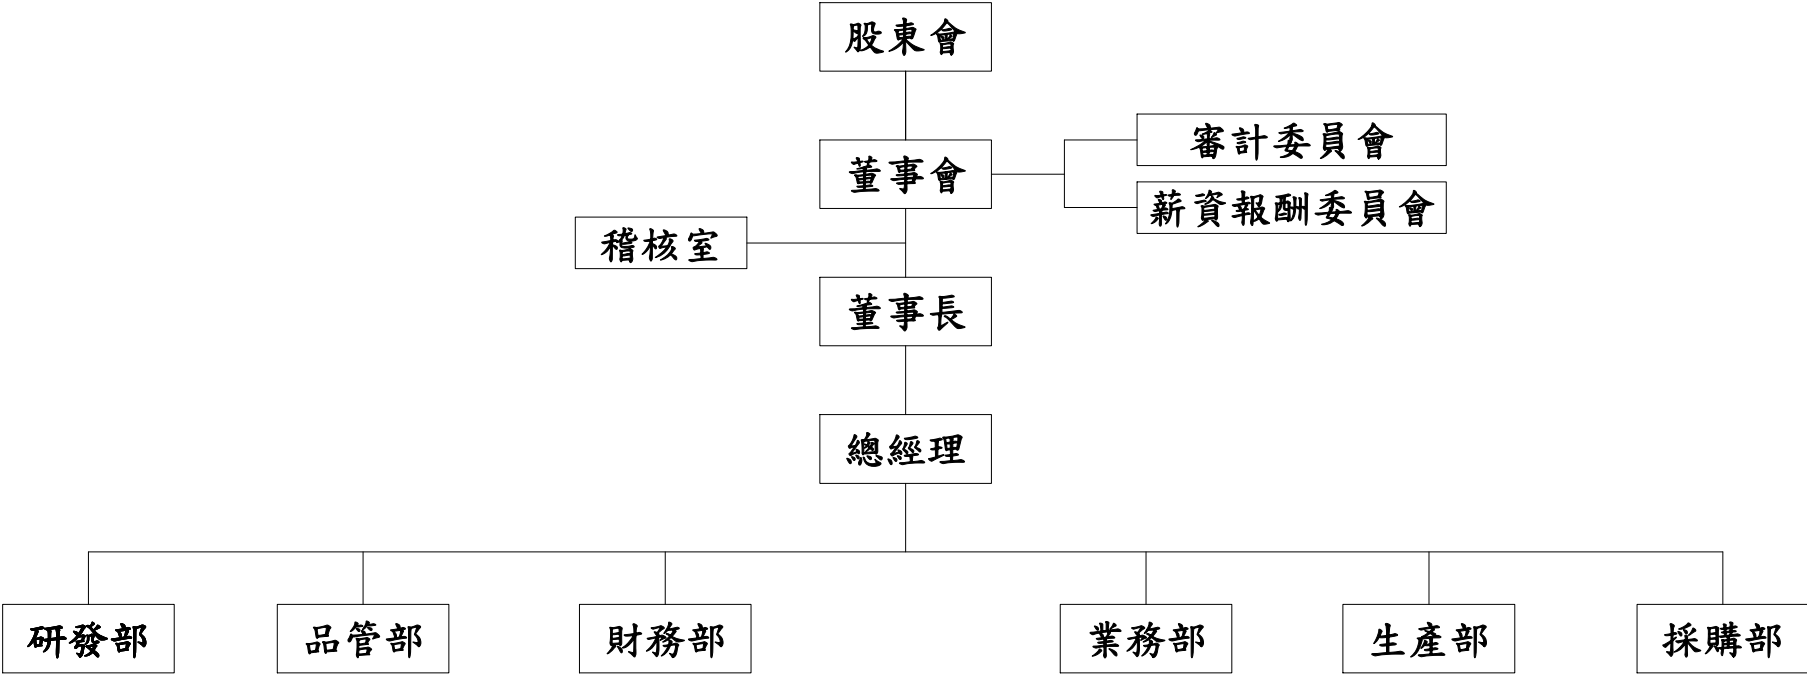 股東會
審計委員會
董事會
薪資報酬委員會
稽核室
董事長
總經理
研發部
品管部
財務部
業務部
生產部
採購部